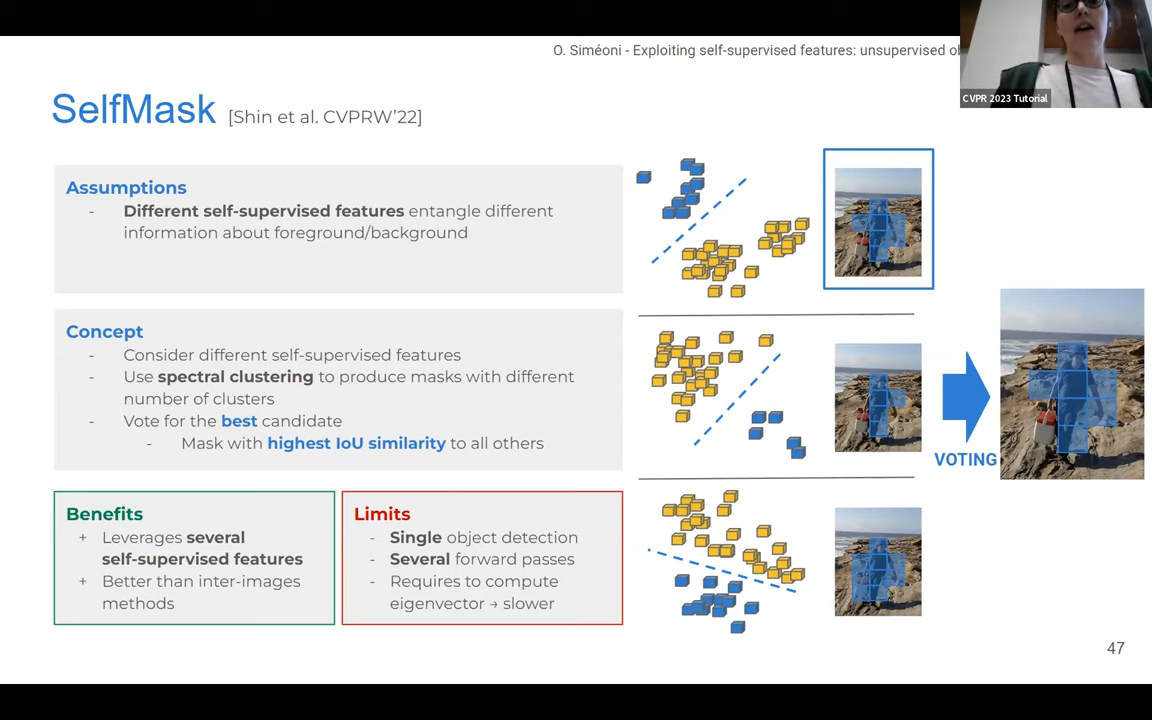 O. Siméoni - Exploiting self-supervised features: unsupervised
CVPR 2023 Tutorial
SelfMask [Shin et al. CVPRW'22]
Assumptions
- Different self-supervised features entangle different
information about foreground/background
Concept
- Consider different self-supervised features
- Use spectral clustering to produce masks with different
number of clusters
- Vote for the best candidate
- Mask with highest IoU similarity to all others
Benefits
+ Leverages several
self-supervised features
+ Better than inter-images
methods
Limits
- Single object detection
- Several forward passes
- Requires to compute
eigenvector → slower
VOTING
47